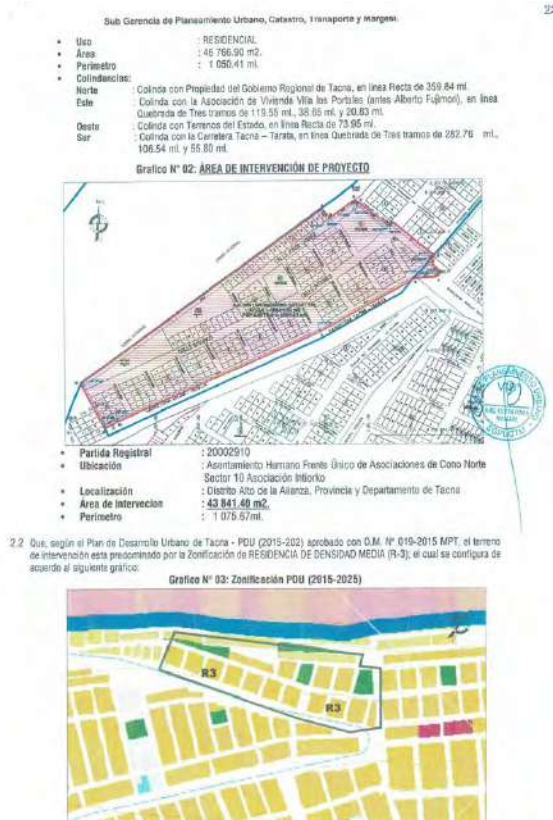 Sub Gerencia de Planeamiento Urbano, Catastro, Transporte y Margesi.
• Uso : RESIDENCIAL
• Área : 46 766.90 m2.
• Perimetro : 1 050.41 ml.
• Colindancias:
Norte : Colinda con Propiedad del Gobierno Regional de Tacna, en línea Recta de 359.84 ml.
Este : Colinda con la Asociación de Vivienda Villa los Portales (antes Alberto Fujimori), en línea
Quebrada de Tres tramos de 119.55 ml., 38.65 ml. y 20.83 ml.
Oeste : Colinda con Terrenos del Estado, en línea Recta de 73.95 ml.
Sur : Colinda con la Carretera Tacna – Tarata, en línea Quebrada de Tres tramos de 282.76 ml.,
106.54 ml. y 55.80 ml.
Grafico N° 02: ÁREA DE INTERVENCIÓN DE PROYECTO
• Partida Registral : 20002910
• Ubicación : Asentamiento Humano Frente Único de Asociaciones de Cono Norte
Sector 10 Asociación Intiorko
• Localización : Distrito Alto de la Alianza, Provincia y Departamento de Tacna
• Área de intervecion : 43 841.40 m2.
• Perimetro : 1 075.67ml.
2.2 Que, según el Plan de Desarrollo Urbano de Tacna - PDU (2015-202) aprobado con O.M. N° 019-2015 MPT, el terreno
de intervención esta predominado por la Zonificación de RESIDENCIA DE DENSIDAD MEDIA (R-3); el cual se configura de
acuerdo al siguiente gráfico:
Grafico N° 03: Zonificación PDU (2015-2025)
R3
R3